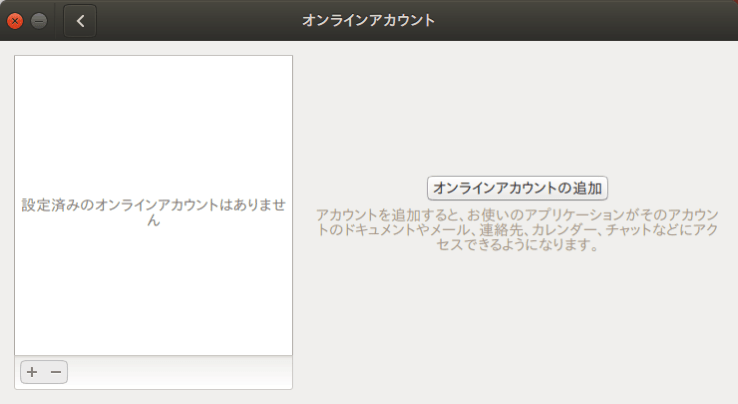 オンラインアカウント
設定済みのオンラインアカウントはありませ
ん
オンラインアカウントの追加
アカウントを追加すると、お使いのアプリケーションがそのアカウン
トのドキュメントやメール、連絡先、カレンダー、チャットなどにアク
セスできるようになります。